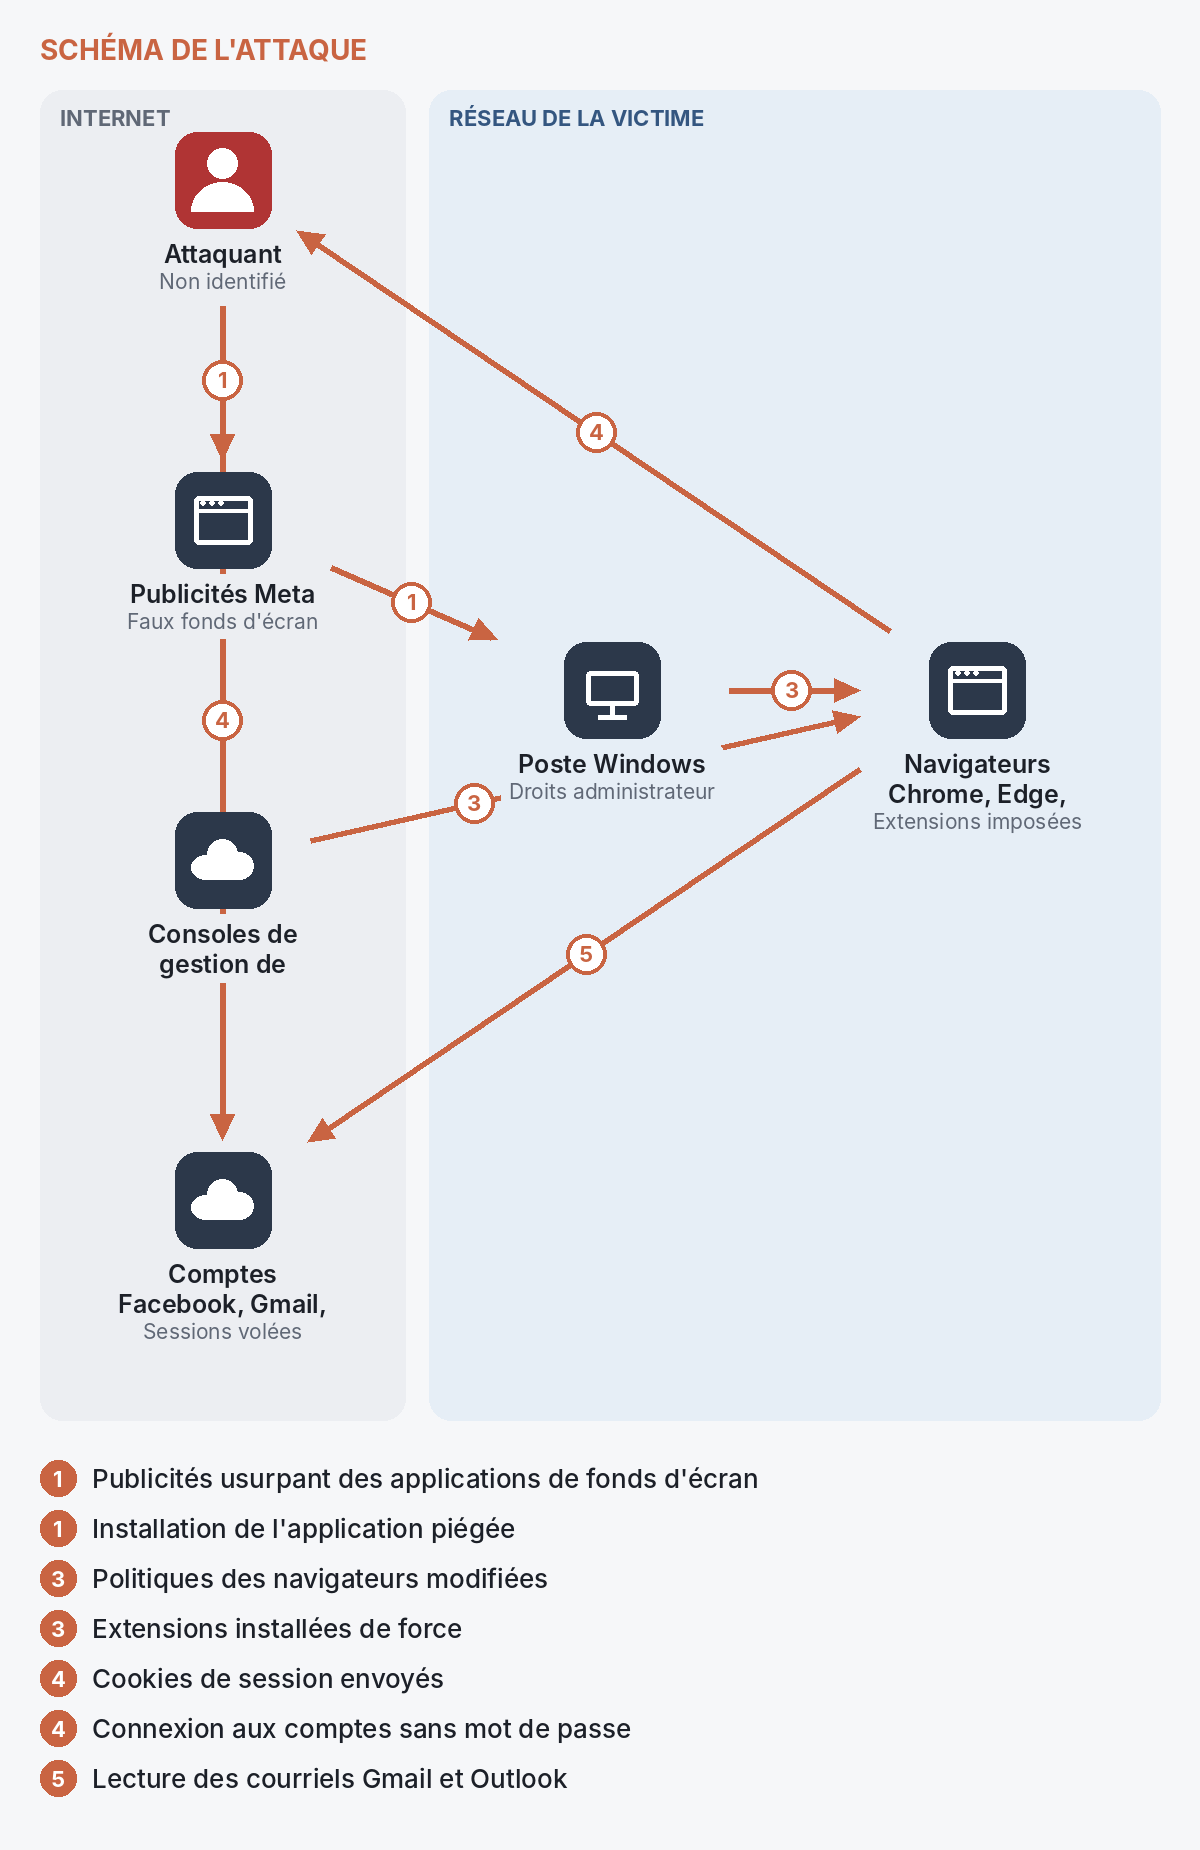 SCHÉMA DE L'ATTAQUE
INTERNET
RÉSEAU DE LA VICTIME
Attaquant
Non identifié
1
4
Publicités Meta
Faux fonds d'écran
1
4
3
Poste Windows
Droits administrateur
Navigateurs
Chrome, Edge,
Extensions imposées
3
Consoles de
gestion de
5
Comptes
Facebook, Gmail,
Sessions volées
1 Publicités usurpant des applications de fonds d'écran
1 Installation de l'application piégée
3 Politiques des navigateurs modifiées
3 Extensions installées de force
4 Cookies de session envoyés
4 Connexion aux comptes sans mot de passe
5 Lecture des courriels Gmail et Outlook